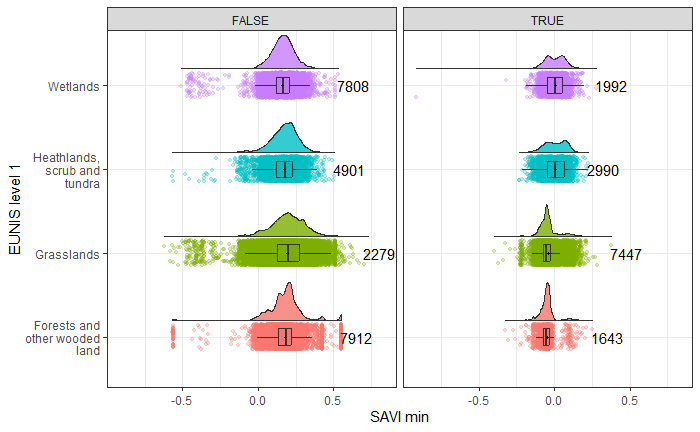 FALSE
TRUE
EUNIS level 1
Wetlands
7808
1992
Heathlands,
scrub and
tundra
4901
2990
Grasslands
2279
7447
Forests and
other wooded
land
7912
1643
-0.5
0.0
0.5
-0.5
0.0
0.5
SAVI min